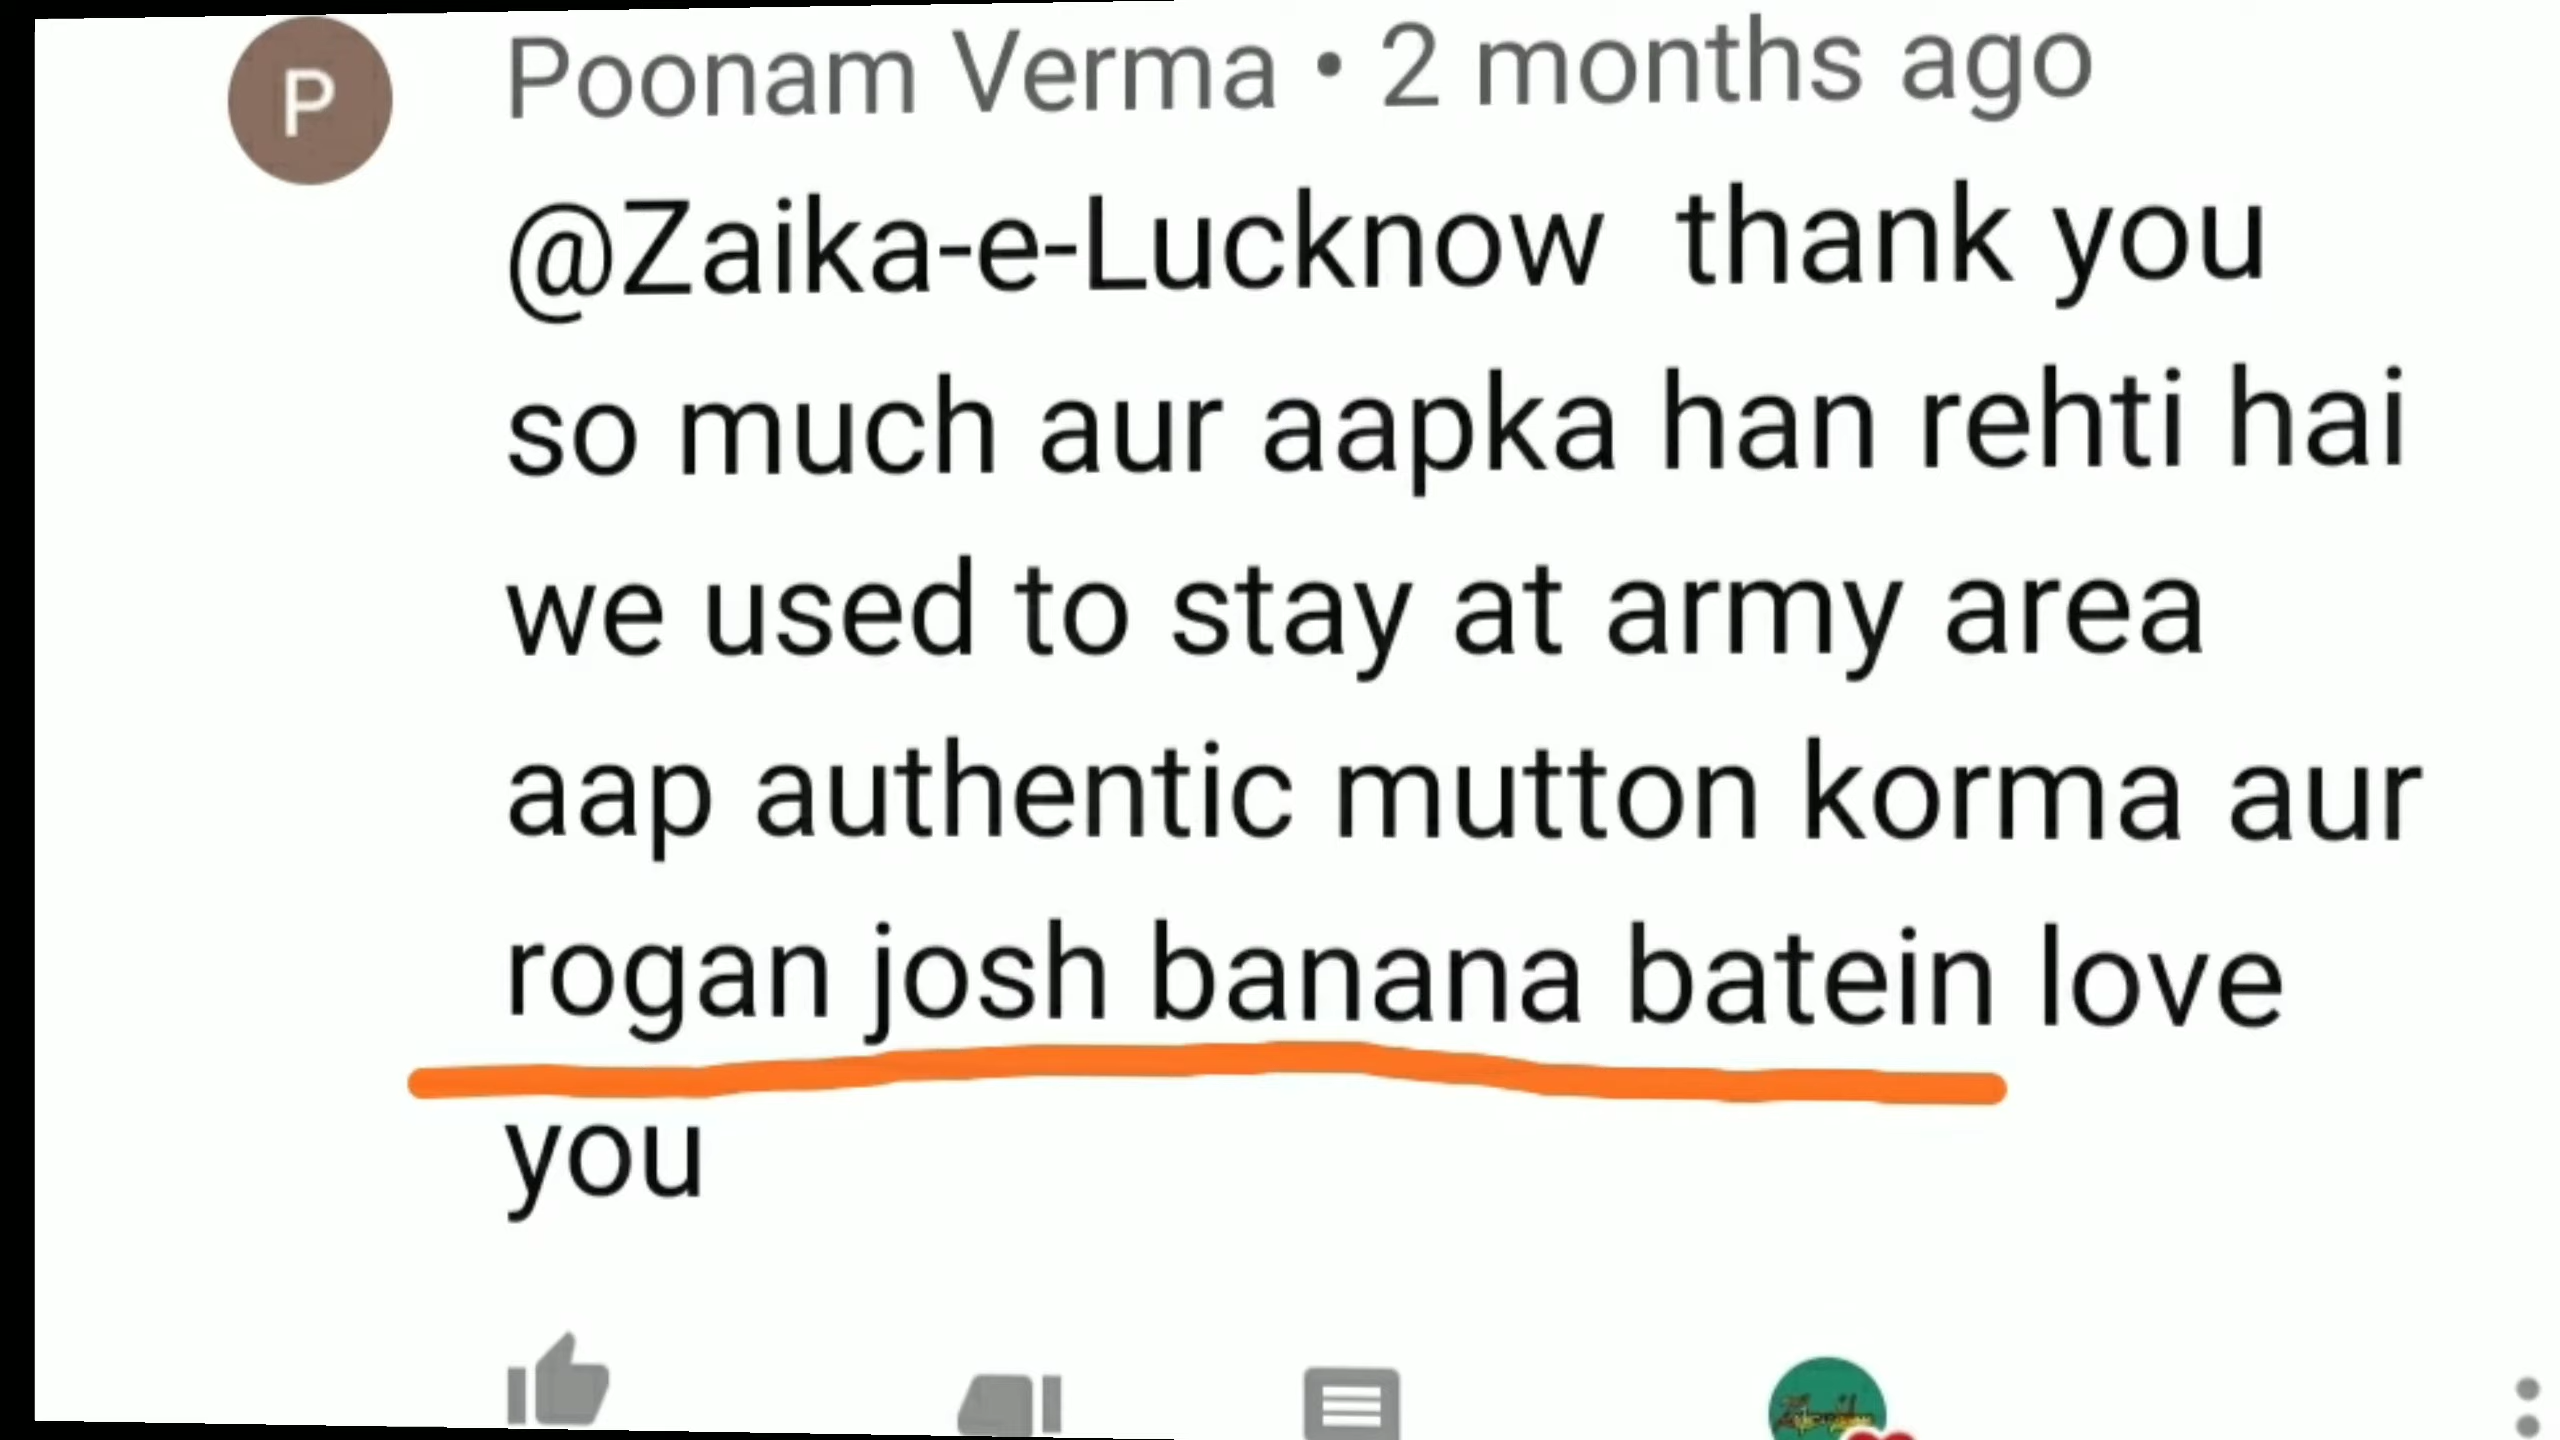 P
Poonam Verma • 2 months ago
@Zaika-e-Lucknow thank you
so much aur aapka han rehti hai
we used to stay at army area
aap authentic mutton korma aur
rogan josh banana batein love
you